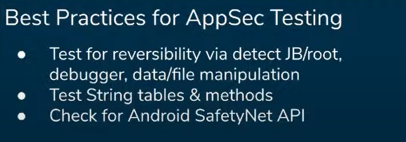 Best Practices for AppSec Testing
● Test for reversibility via detect JB/root,
debugger, data/file manipulation
● Test String tables & methods
● Check for Android SafetyNet API